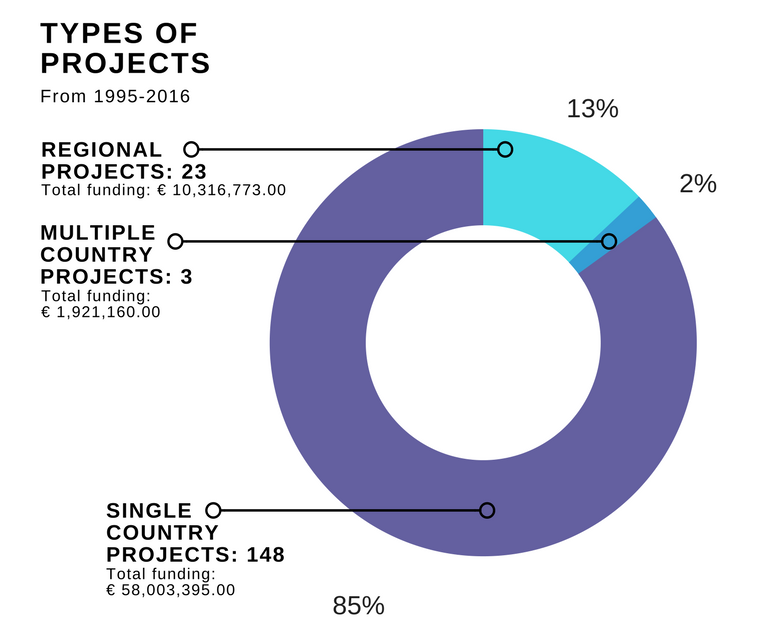 TYPES OF
PROJECTS
From 1995-2016
13%
REGIONAL
PROJECTS: 23
Total funding: € 10,316,773.00
2%
MULTIPLE
COUNTRY
PROJECTS: 3
Total funding:
€ 1,921,160.00
SINGLE
COUNTRY
PROJECTS: 148
Total funding:
€ 58,003,395.00
85%